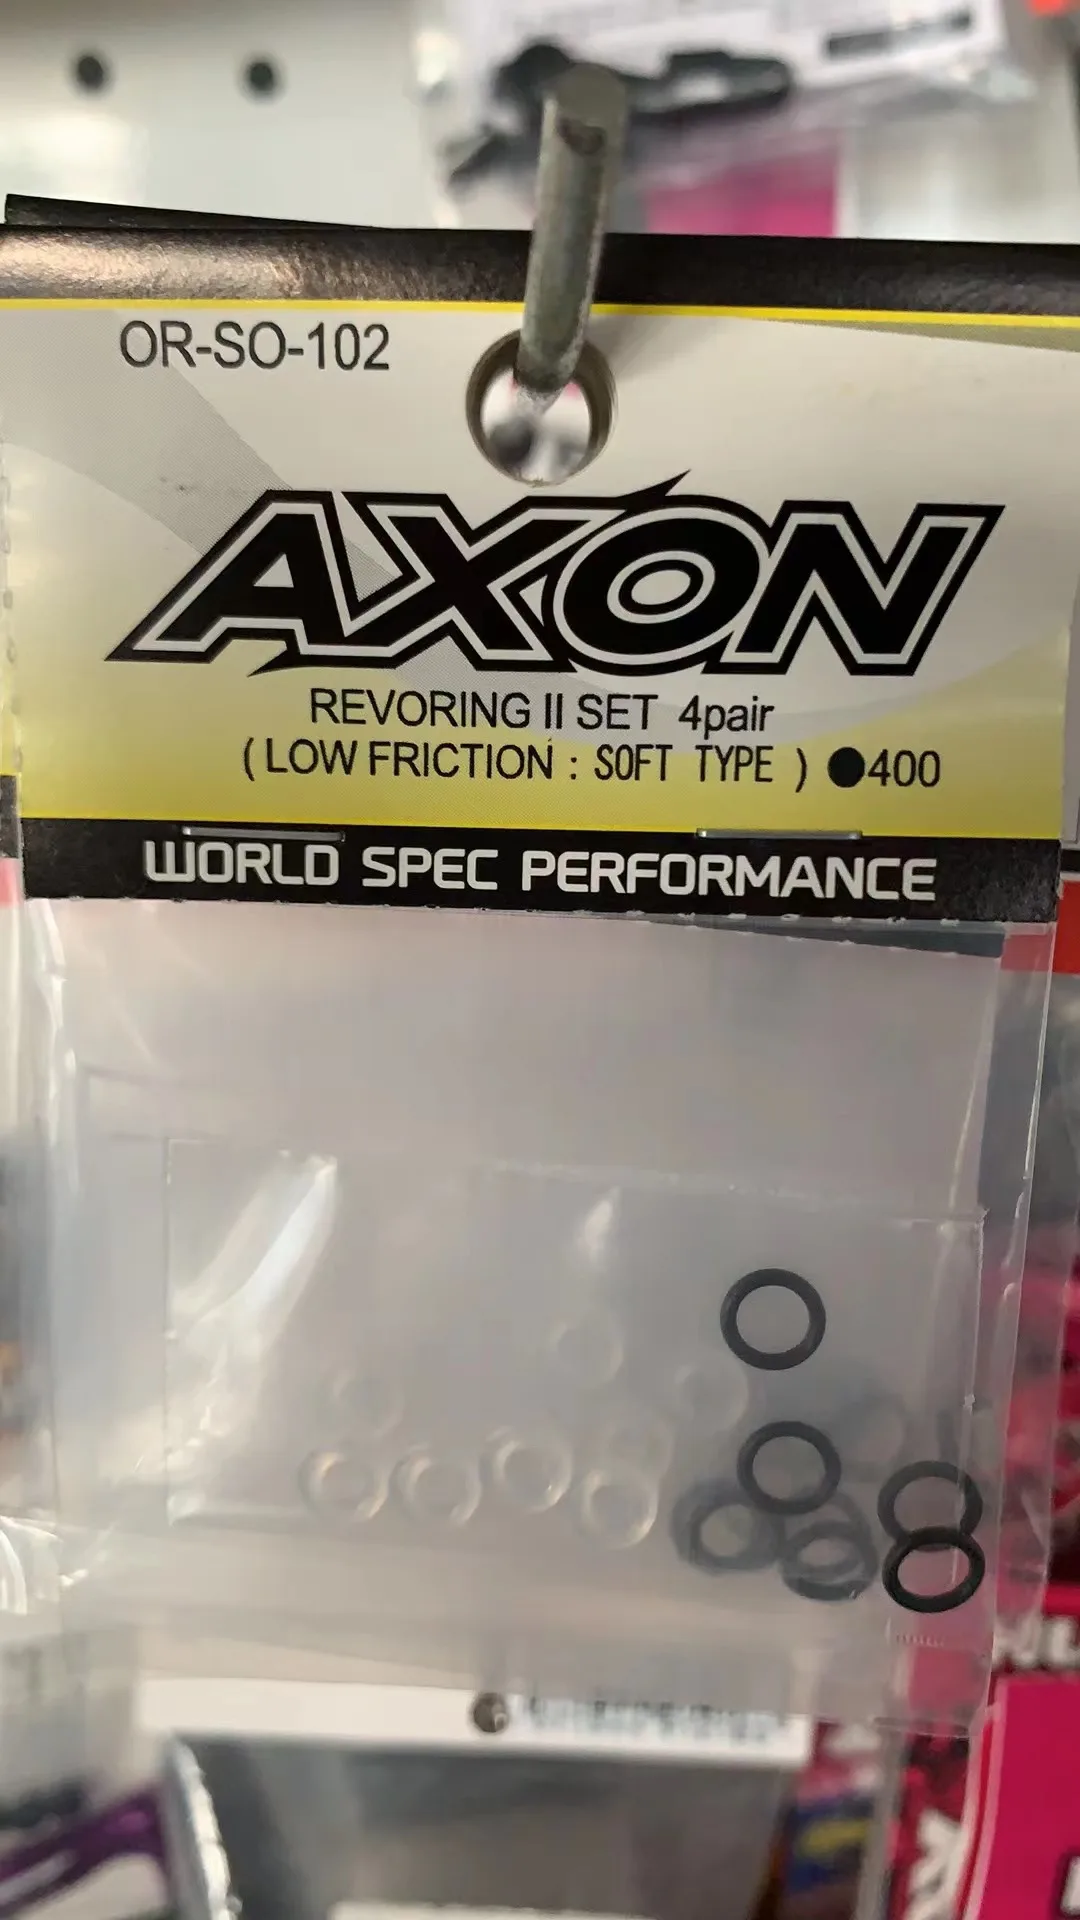 OR-SO-102
AXON
REVORING II SET 4pair
( LOW FRICTION : SOFT TYPE ) ●400
WORLD SPEC PERFORMANCE